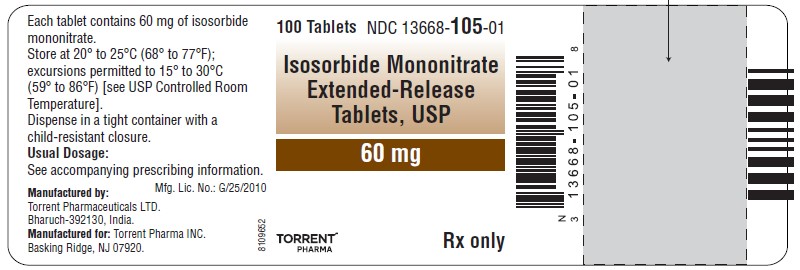 Each tablet contains 60 mg of isosorbide
mononitrate.
Store at 20° to 25°C (68° to 77°F);
excursions permitted to 15° to 30°C
(59° to 86°F) [see USP Controlled Room
Temperature].
Dispense in a tight container with a
child-resistant closure.
Usual Dosage:
See accompanying prescribing information.
Mfg. Lic. No.: G/25/2010
Manufactured by:
Torrent Pharmaceuticals LTD.
Bharuch-392130, India.
Manufactured for: Torrent Pharma INC.
Basking Ridge, NJ 07920.
8109652
100 Tablets NDC 13668-105-01
Isosorbide Mononitrate
Extended-Release
Tablets, USP
60 mg
TORRENT
PHARMA
Rx only
N
3 13668-105-01 8